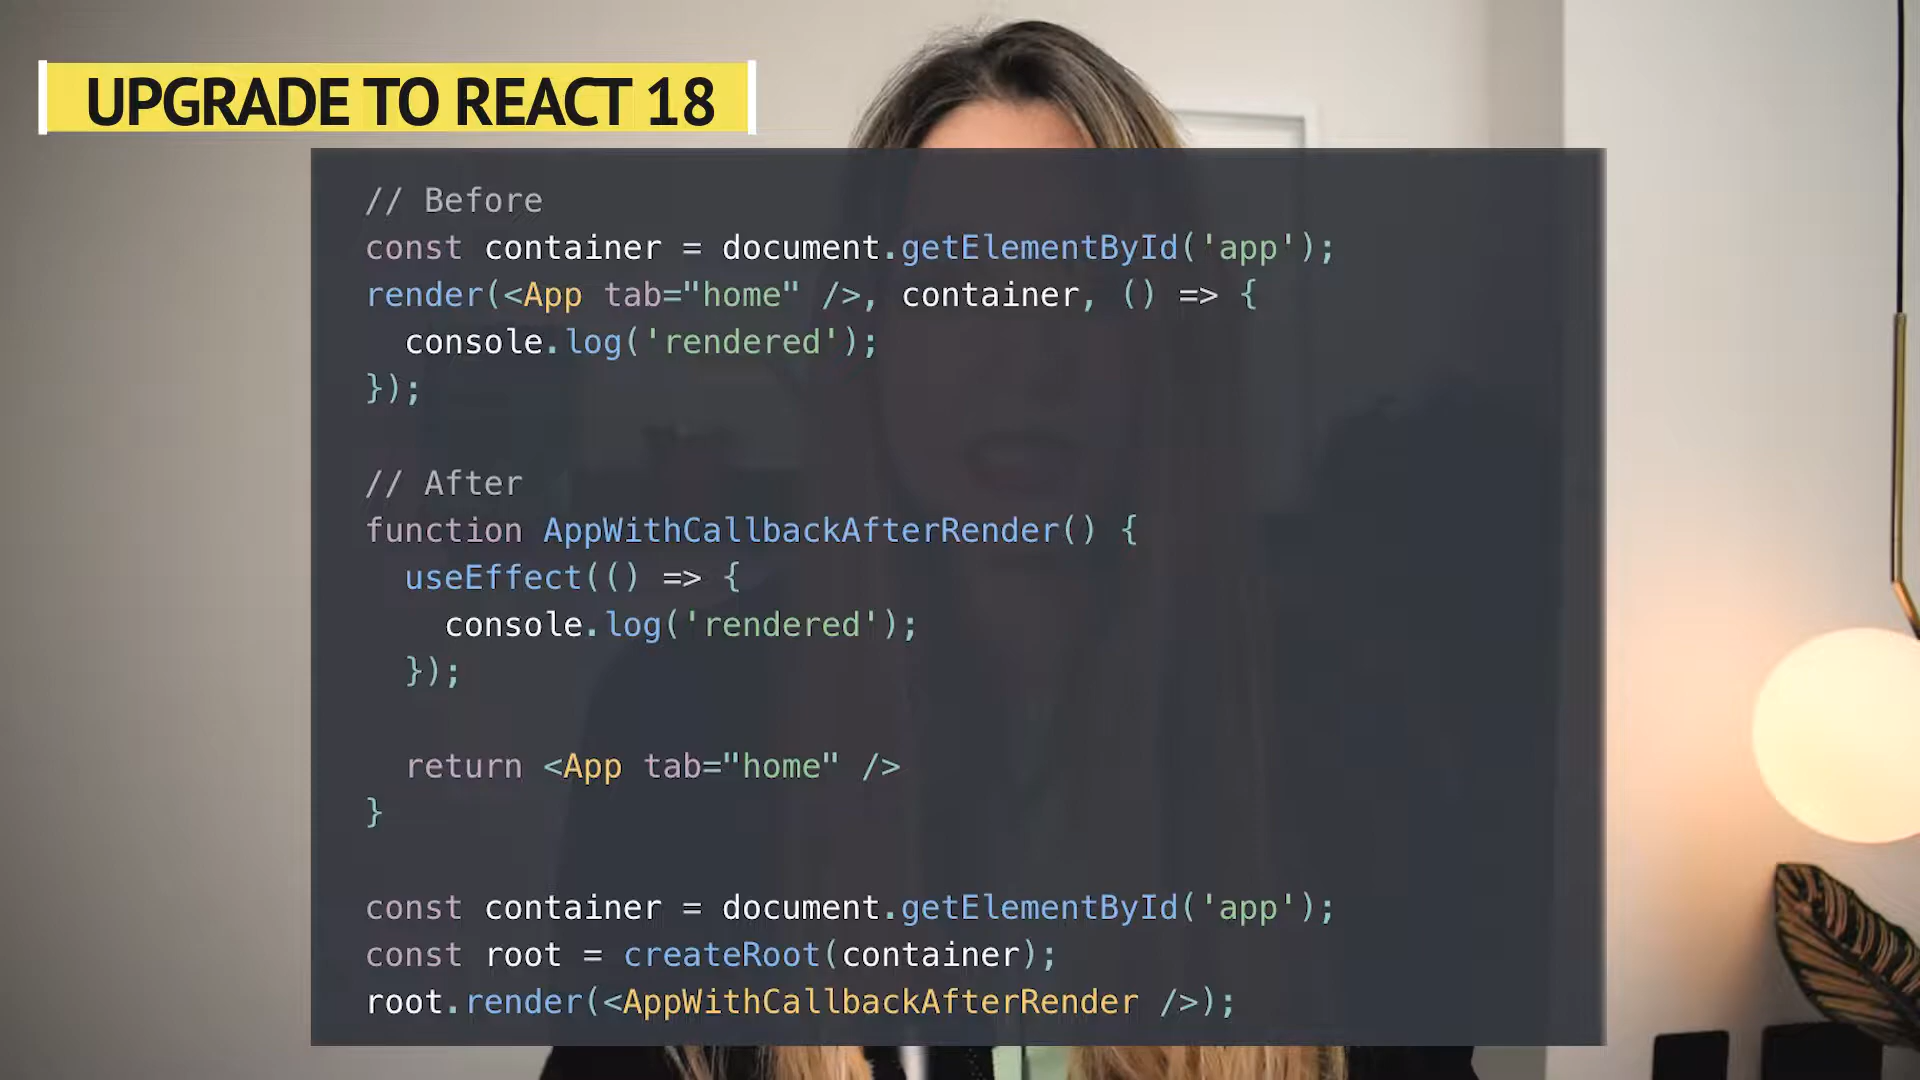 UPGRADE TO REACT 18
// Before
const container = document.getElementById('app');
render(<App tab="home" />, container, () => {
  console.log('rendered');
});
// After
function AppWithCallbackAfterRender() {
  useEffect(() => {
    console.log('rendered');
  });
  return <App tab="home" />
}
const container = document.getElementById('app');
const root = createRoot(container);
root.render(<AppWithCallbackAfterRender />);